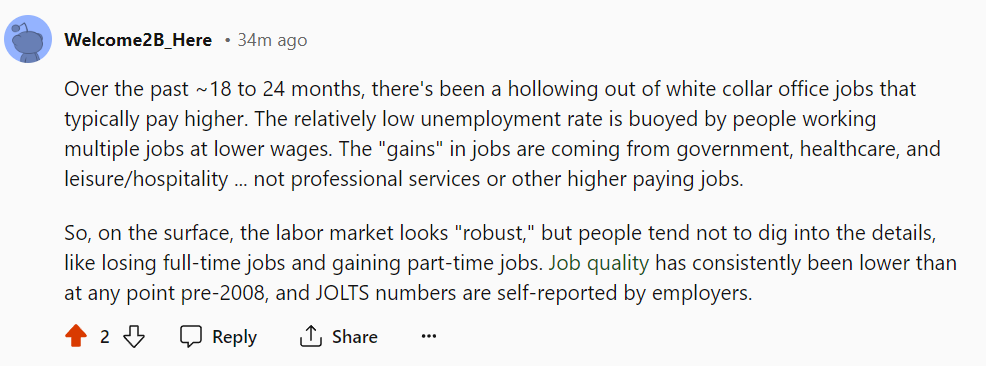 Welcome2B_Here • 34m ago
Over the past ~18 to 24 months, there's been a hollowing out of white collar office jobs that
typically pay higher. The relatively low unemployment rate is buoyed by people working
multiple jobs at lower wages. The "gains" in jobs are coming from government, healthcare, and
leisure/hospitality ... not professional services or other higher paying jobs.
So, on the surface, the labor market looks "robust," but people tend not to dig into the details,
like losing full-time jobs and gaining part-time jobs. Job quality has consistently been lower than
at any point pre-2008, and JOLTS numbers are self-reported by employers.
2 Reply Share ...